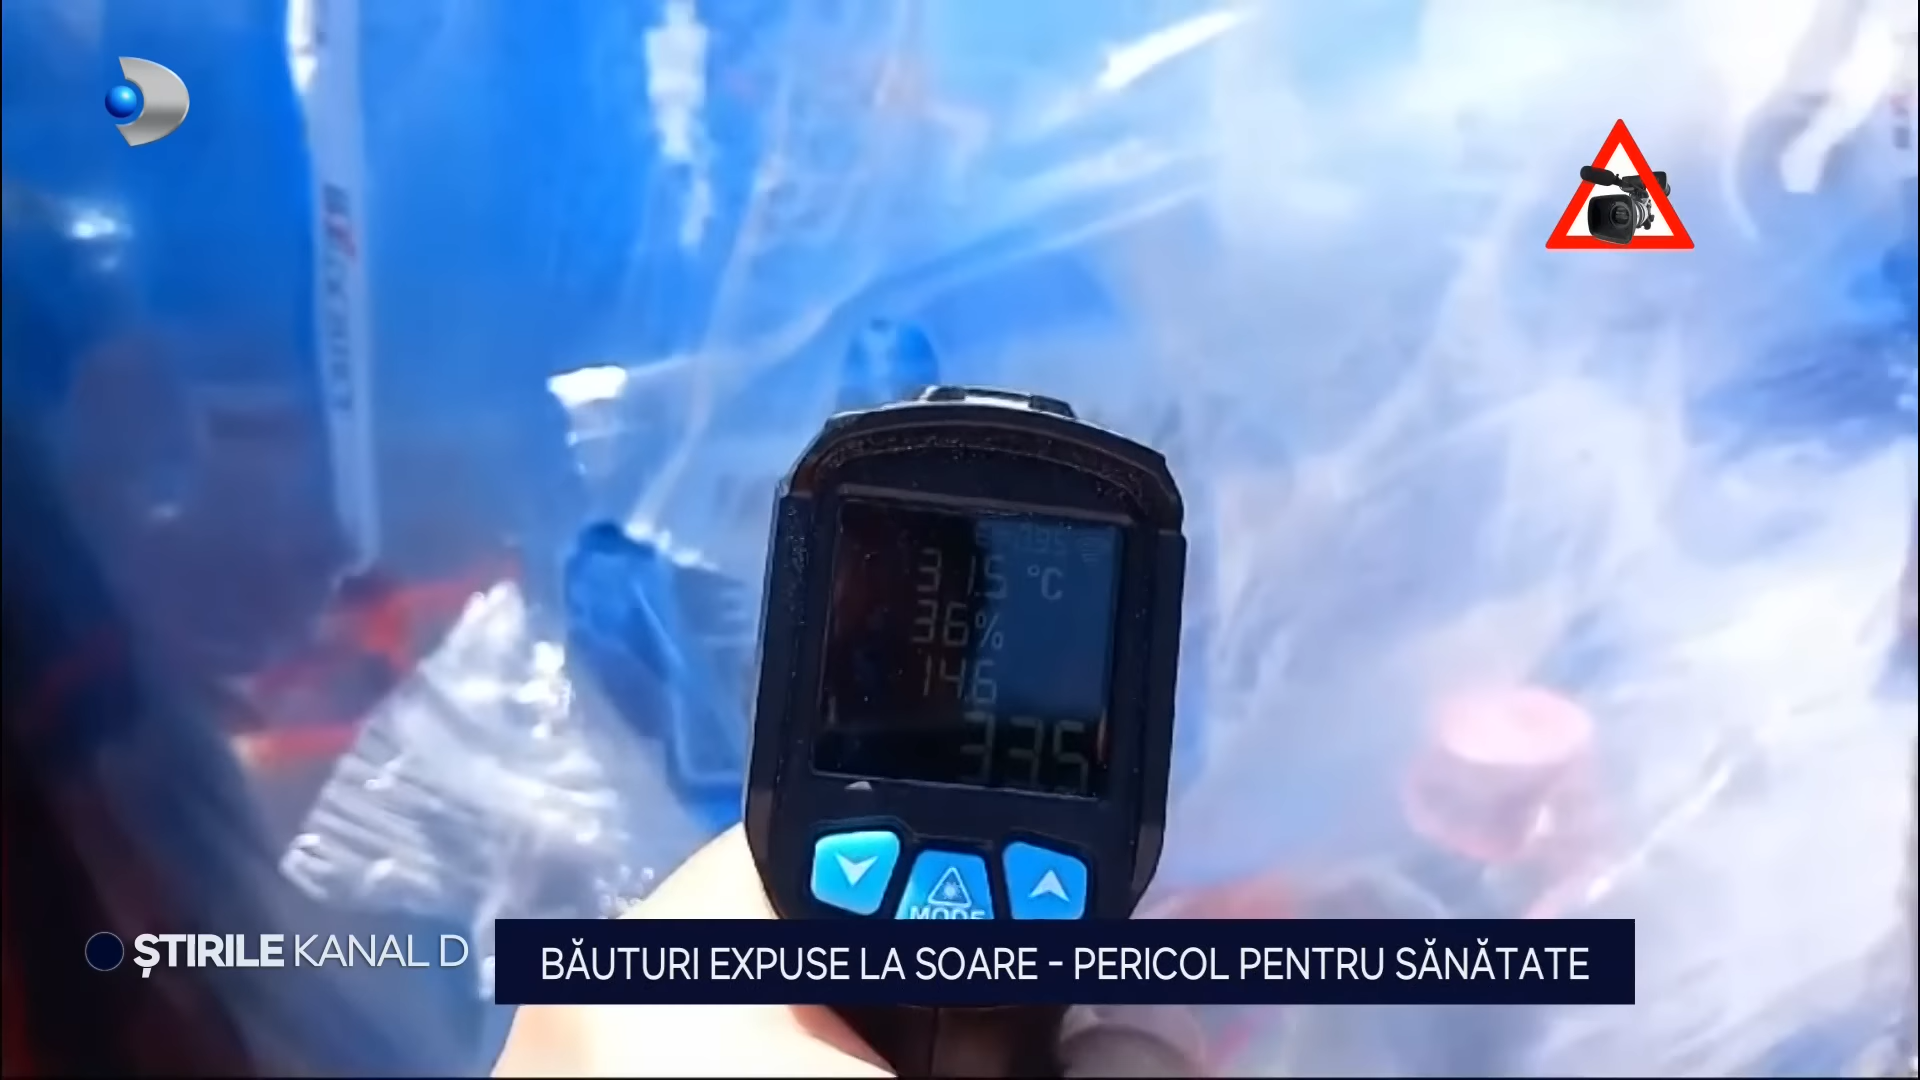 31.5 °C
36%
14.6
33.5
MODE
ȘTIRILE KANAL D
BĂUTURI EXPUSE LA SOARE - PERICOL PENTRU SĂNĂTATE